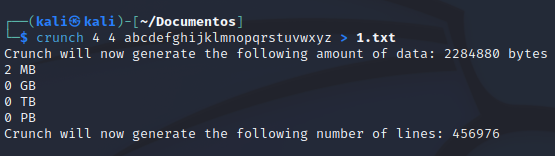 ┌──(kali㉿kali)-[~/Documentos]
└─$ crunch 4 4 abcdefghijklmnopqrstuvwxyz > 1.txt
Crunch will now generate the following amount of data: 2284880 bytes
2 MB
0 GB
0 TB
0 PB
Crunch will now generate the following number of lines: 456976